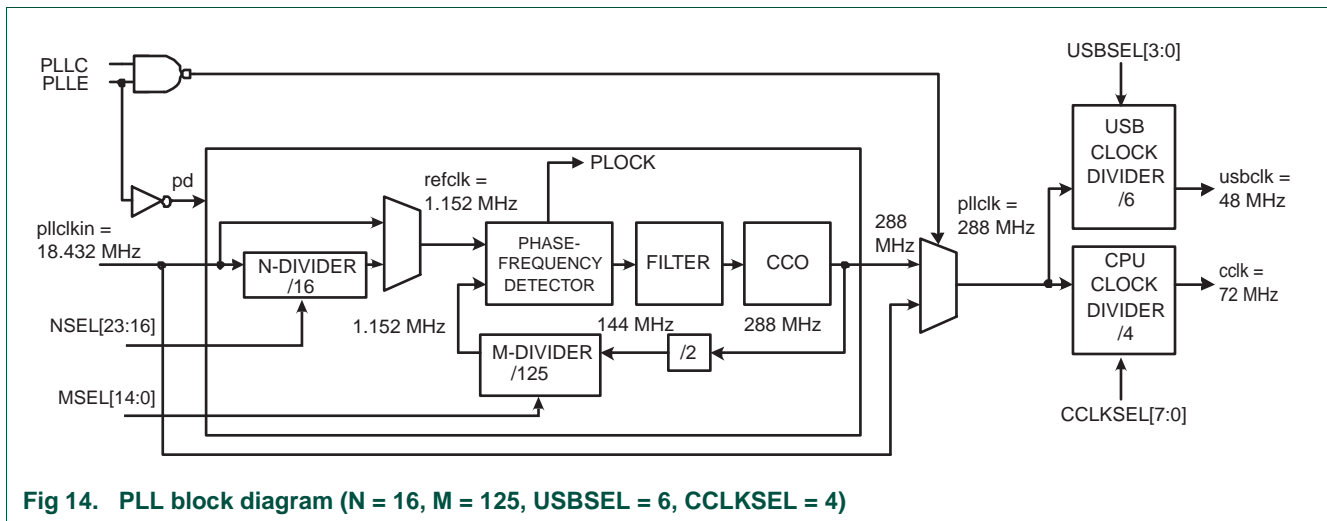 PLLC
PLLE
pd
pllclkin =
18.432 MHz
NSEL[23:16]
MSEL[14:0]
N-DIVIDER
/16
refclk =
1.152 MHz
1.152 MHz
PLOCK
PHASE-
FREQUENCY
DETECTOR
FILTER
CCO
M-DIVIDER
/125
144 MHz
/2
288 MHz
288
MHz
pllclk =
288 MHz
USBSEL[3:0]
USB
CLOCK
DIVIDER
/6
usbclk =
48 MHz
CPU
CLOCK
DIVIDER
/4
cclk =
72 MHz
CCLKSEL[7:0]
Fig 14. PLL block diagram (N = 16, M = 125, USBSEL = 6, CCLKSEL = 4)